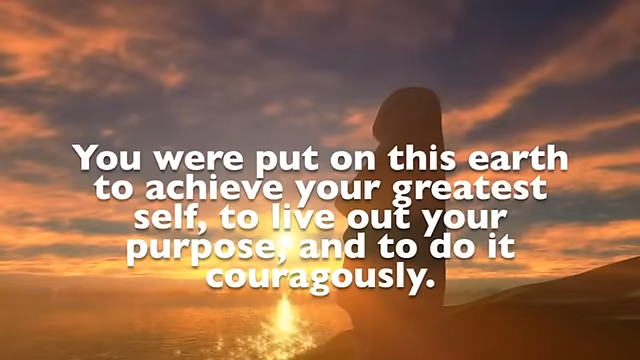 You were put on this earth
to achieve your greatest
self, to live out your
purpose, and to do it
couragously.